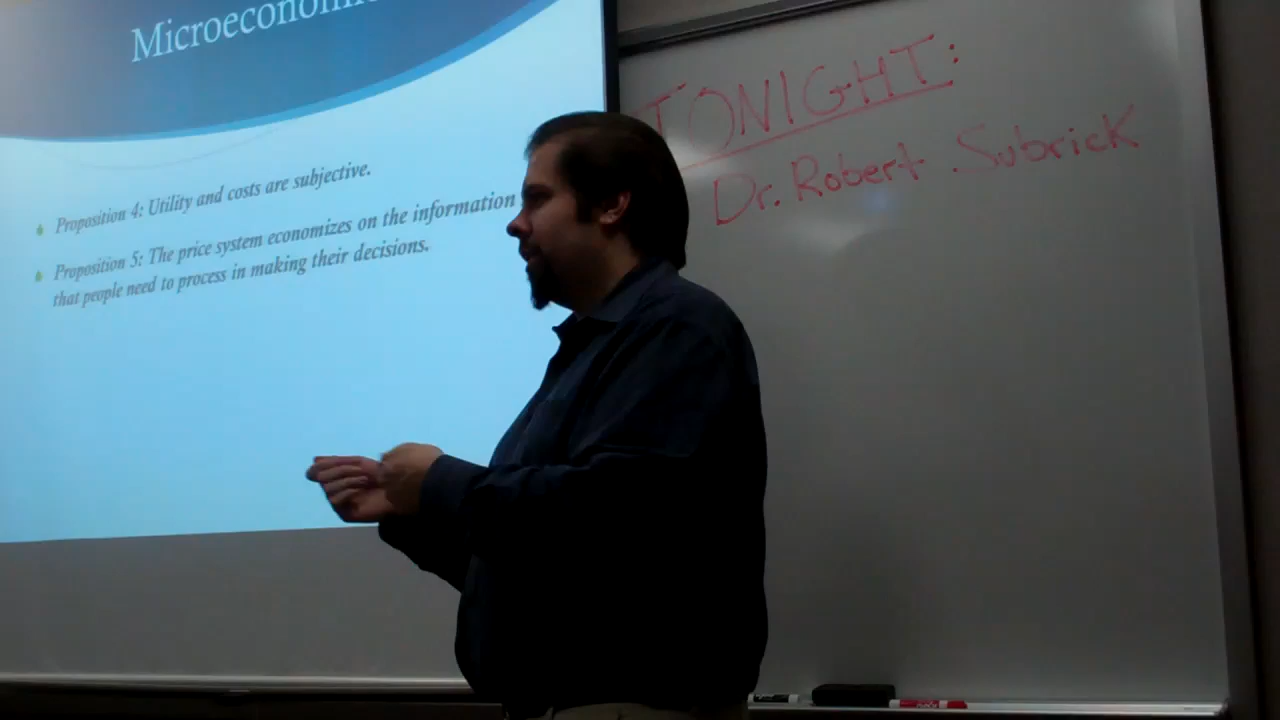 Microeconomi
Proposition 4: Utility and costs are subjective.
Proposition 5: The price system economizes on the information
that people need to process in making their decisions.
TONIGHT:
Dr. Robert Subrick